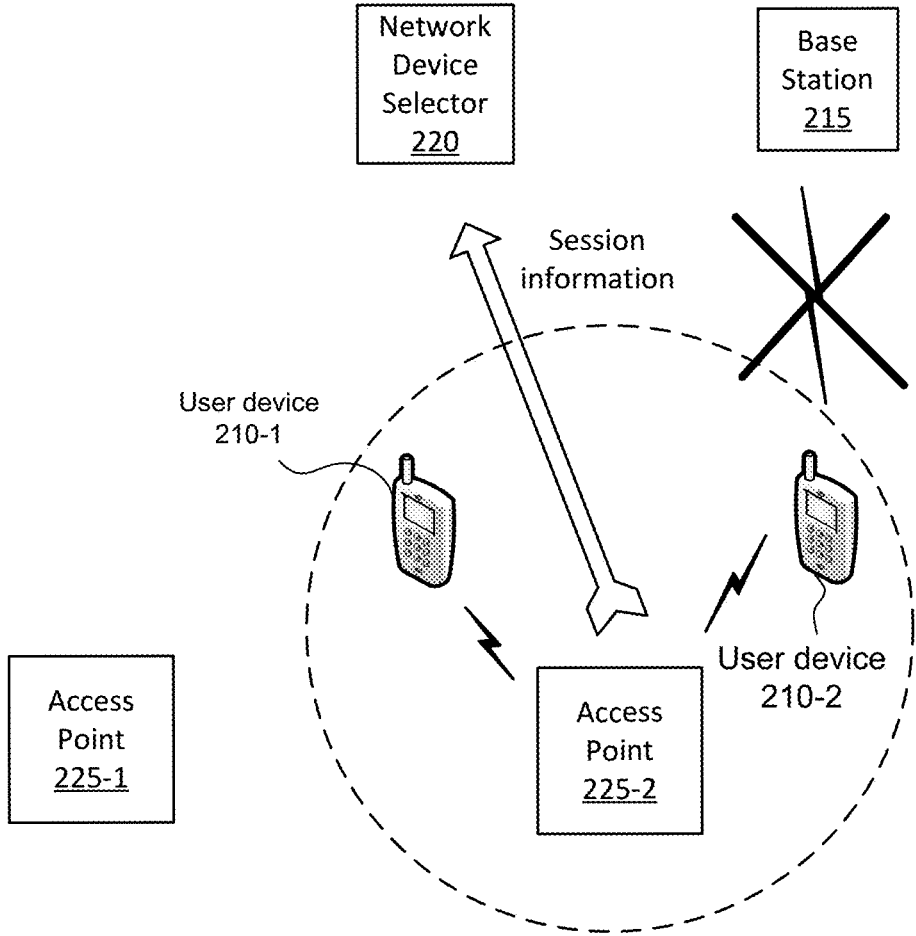 Network
Device
Selector
220
Base
Station
215
Session
information
User device
210-1
User device
210-2
Access
Point
225-1
Access
Point
225-2